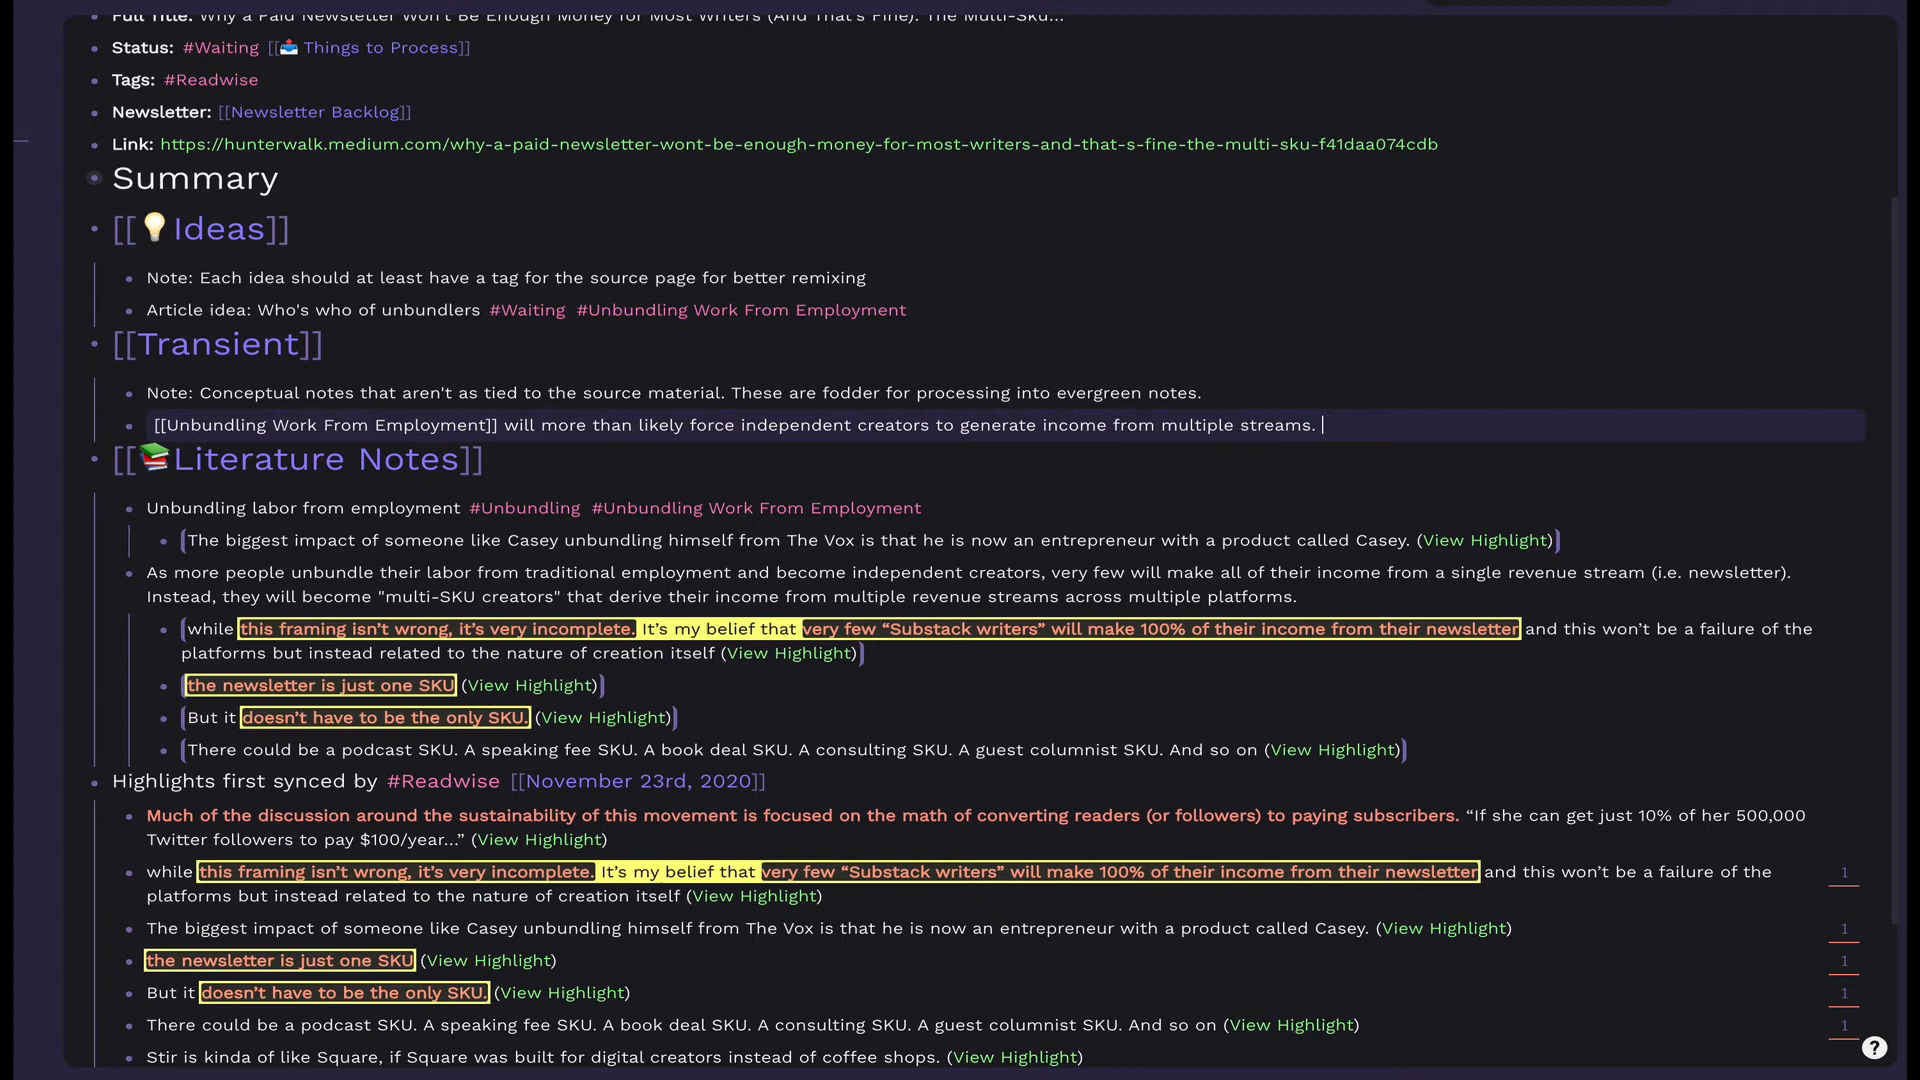 Full Title: Why a Paid Newsletter Won't Be Enough Money for Most Writers (And That's Fine): The Multi-Sku...
Status: #Waiting [[📤 Things to Process]]
Tags: #Readwise
Newsletter: [[Newsletter Backlog]]
Link: https://hunterwalk.medium.com/why-a-paid-newsletter-wont-be-enough-money-for-most-writers-and-that-s-fine-the-multi-sku-f41daa074cdb
Summary
[[💡Ideas]]
Note: Each idea should at least have a tag for the source page for better remixing
Article idea: Who's who of unbundlers #Waiting #Unbundling Work From Employment
[[Transient]]
Note: Conceptual notes that aren't as tied to the source material. These are fodder for processing into evergreen notes.
[[Unbundling Work From Employment]] will more than likely force independent creators to generate income from multiple streams.
[[📚Literature Notes]]
Unbundling labor from employment #Unbundling #Unbundling Work From Employment
The biggest impact of someone like Casey unbundling himself from The Vox is that he is now an entrepreneur with a product called Casey. (View Highlight)
As more people unbundle their labor from traditional employment and become independent creators, very few will make all of their income from a single revenue stream (i.e. newsletter).
Instead, they will become "multi-SKU creators" that derive their income from multiple revenue streams across multiple platforms.
while this framing isn’t wrong, it’s very incomplete. It’s my belief that very few “Substack writers” will make 100% of their income from their newsletter and this won’t be a failure of the
platforms but instead related to the nature of creation itself (View Highlight)
the newsletter is just one SKU (View Highlight)
But it doesn’t have to be the only SKU. (View Highlight)
There could be a podcast SKU. A speaking fee SKU. A book deal SKU. A consulting SKU. A guest columnist SKU. And so on (View Highlight)
Highlights first synced by #Readwise [[November 23rd, 2020]]
Much of the discussion around the sustainability of this movement is focused on the math of converting readers (or followers) to paying subscribers. “If she can get just 10% of her 500,000
Twitter followers to pay $100/year…” (View Highlight)
while this framing isn’t wrong, it’s very incomplete. It’s my belief that very few “Substack writers” will make 100% of their income from their newsletter and this won’t be a failure of the 1
platforms but instead related to the nature of creation itself (View Highlight)
The biggest impact of someone like Casey unbundling himself from The Vox is that he is now an entrepreneur with a product called Casey. (View Highlight) 1
the newsletter is just one SKU (View Highlight) 1
But it doesn’t have to be the only SKU. (View Highlight) 1
There could be a podcast SKU. A speaking fee SKU. A book deal SKU. A consulting SKU. A guest columnist SKU. And so on (View Highlight) 1
Stir is kinda of like Square, if Square was built for digital creators instead of coffee shops. (View Highlight)
?